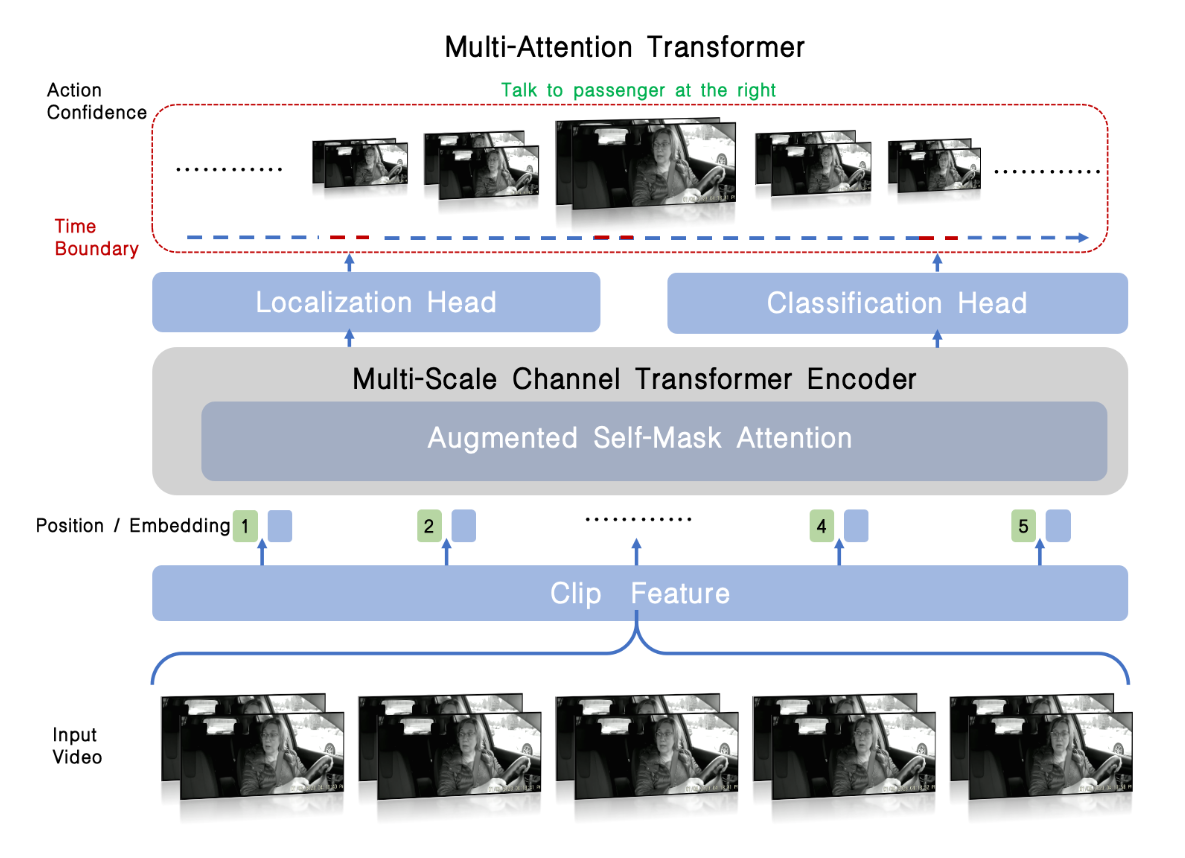 Multi-Attention Transformer
Action
Confidence
Talk to passenger at the right
Time
Boundary
Localization Head
Classification Head
Multi-Scale Channel Transformer Encoder
Augmented Self-Mask Attention
Position / Embedding
1
2
4
5
Clip Feature
Input
Video